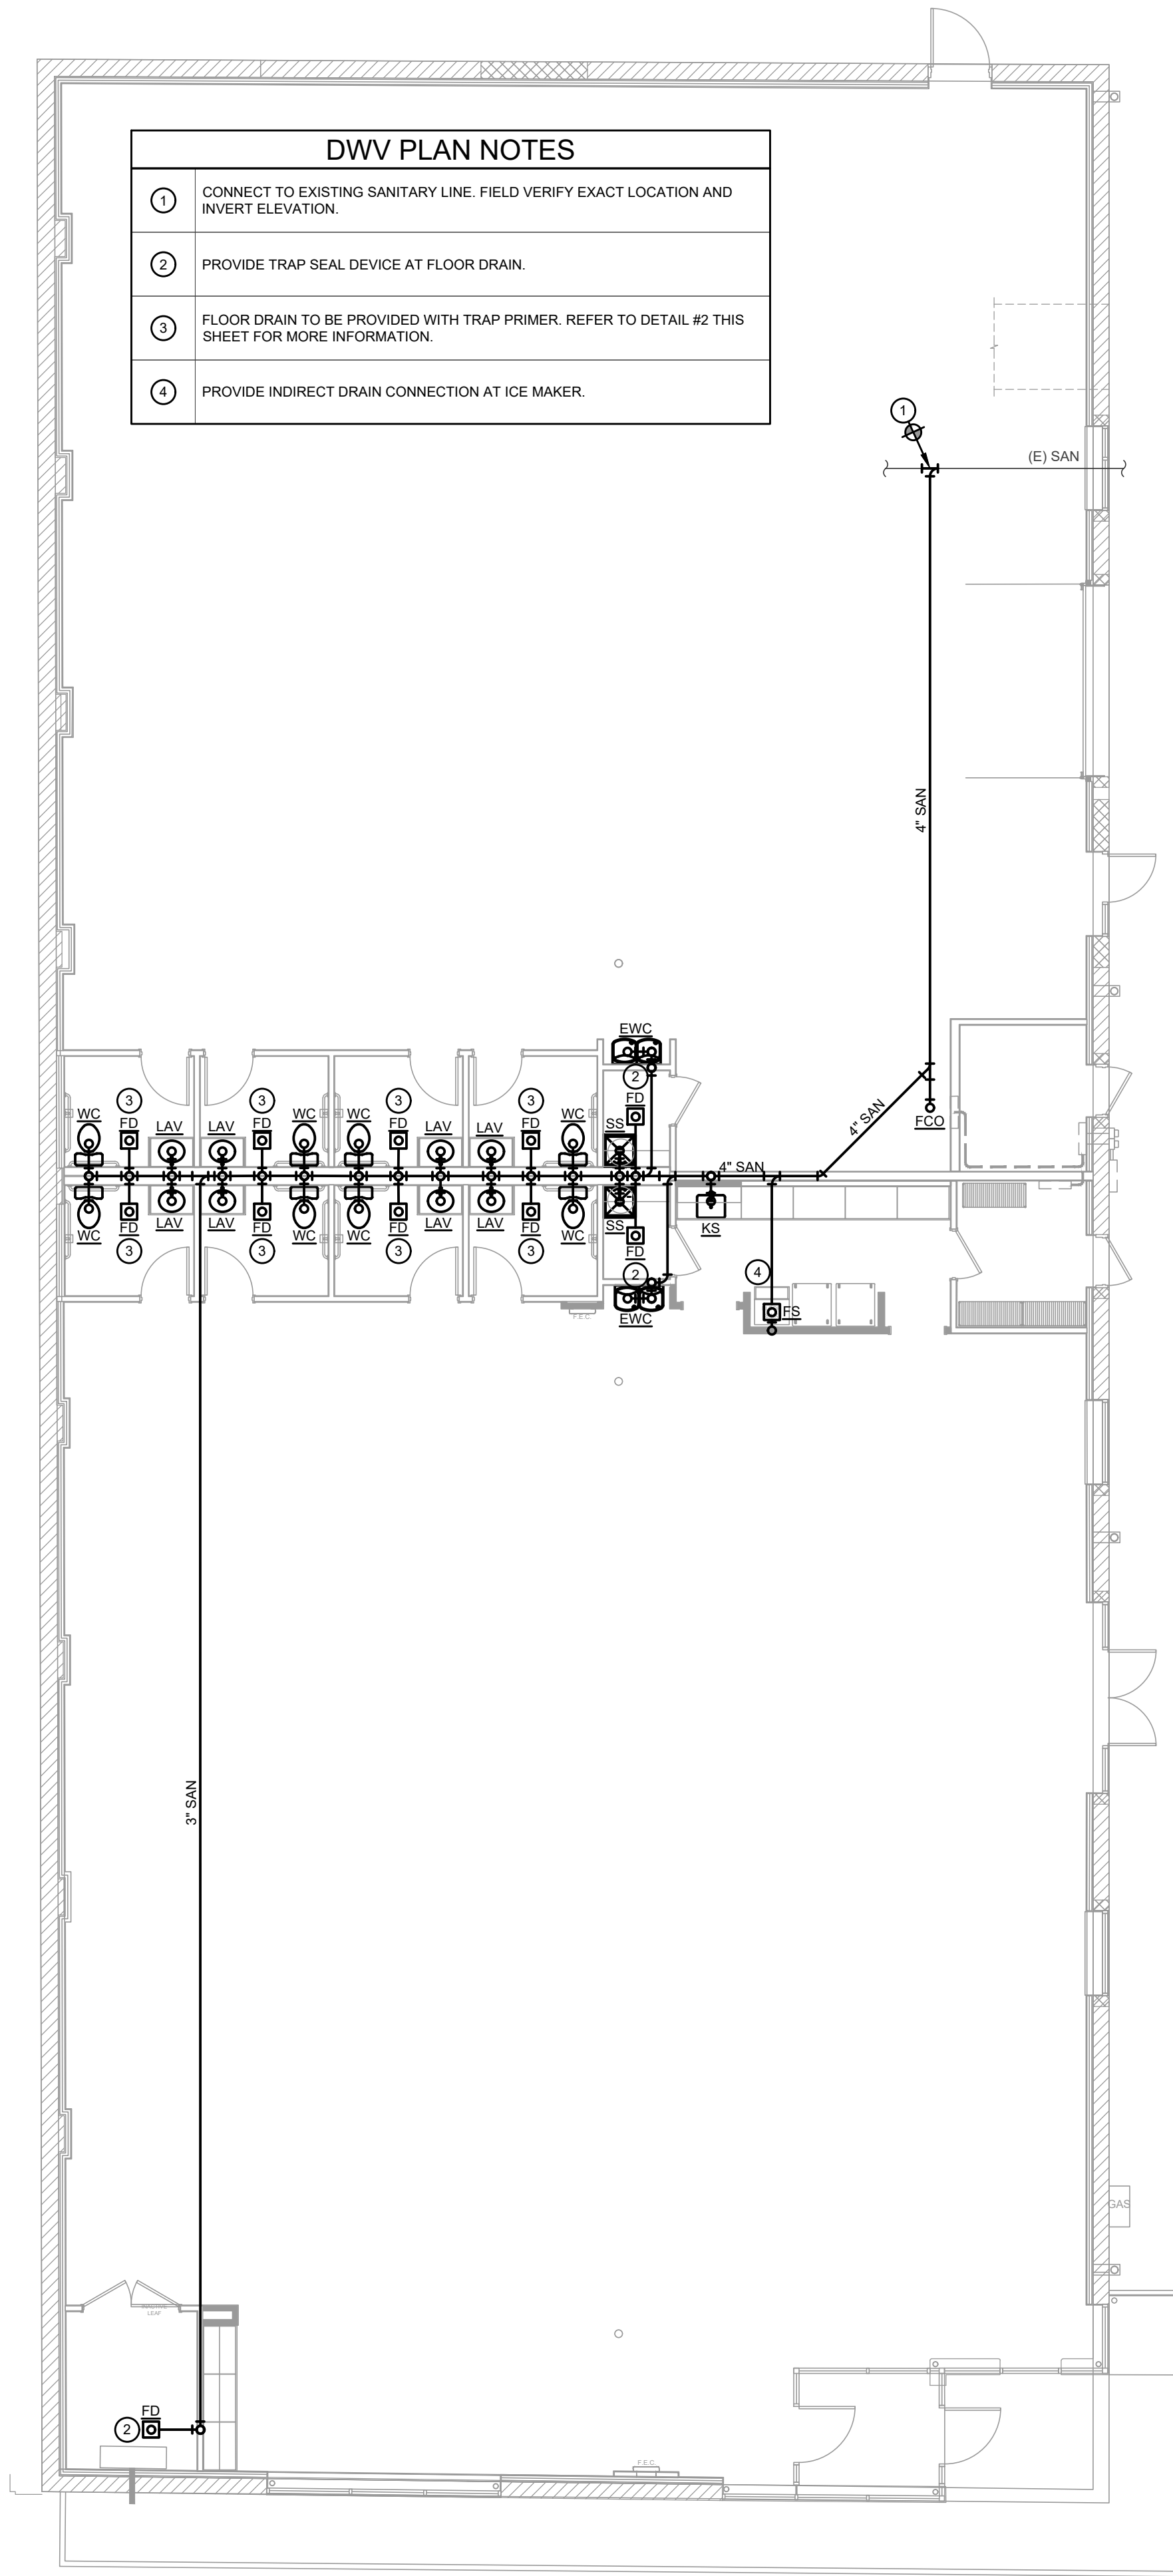 DWV PLAN NOTES
1
CONNECT TO EXISTING SANITARY LINE. FIELD VERIFY EXACT LOCATION AND
INVERT ELEVATION.
2
PROVIDE TRAP SEAL DEVICE AT FLOOR DRAIN.
3
FLOOR DRAIN TO BE PROVIDED WITH TRAP PRIMER. REFER TO DETAIL #2 THIS
SHEET FOR MORE INFORMATION.
4
PROVIDE INDIRECT DRAIN CONNECTION AT ICE MAKER.
1
(E) SAN
4" SAN
EWC
2
3 3 3 3
FD
WC FD FD WC WC FD FD WC
SS
LAV LAV LAV LAV
4" SAN
FCO
4" SAN
LAV LAV LAV LAV
WC FD FD WC WC FD FD WC
SS
KS
3 3 3 3
FD
2
4
EWC
F.E.C.
FS
3" SAN
GAS
LEAF
FD
2
F.E.C.